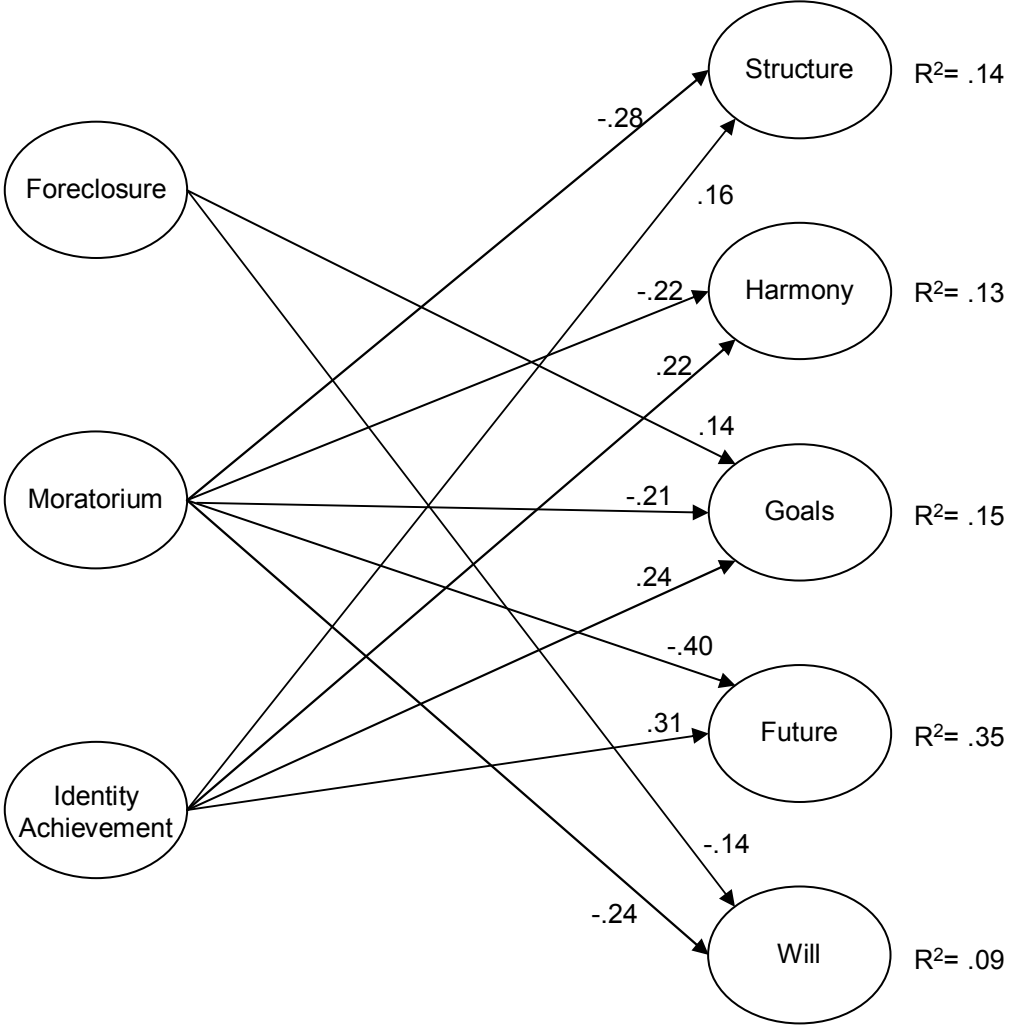 Structure
R²= .14
-.28
Foreclosure
.16
Harmony
R²= .13
-.22
.22
.14
Moratorium
-.21
Goals
R²= .15
.24
-.40
.31
Future
R²= .35
Identity
Achievement
-.14
-.24
Will
R²= .09